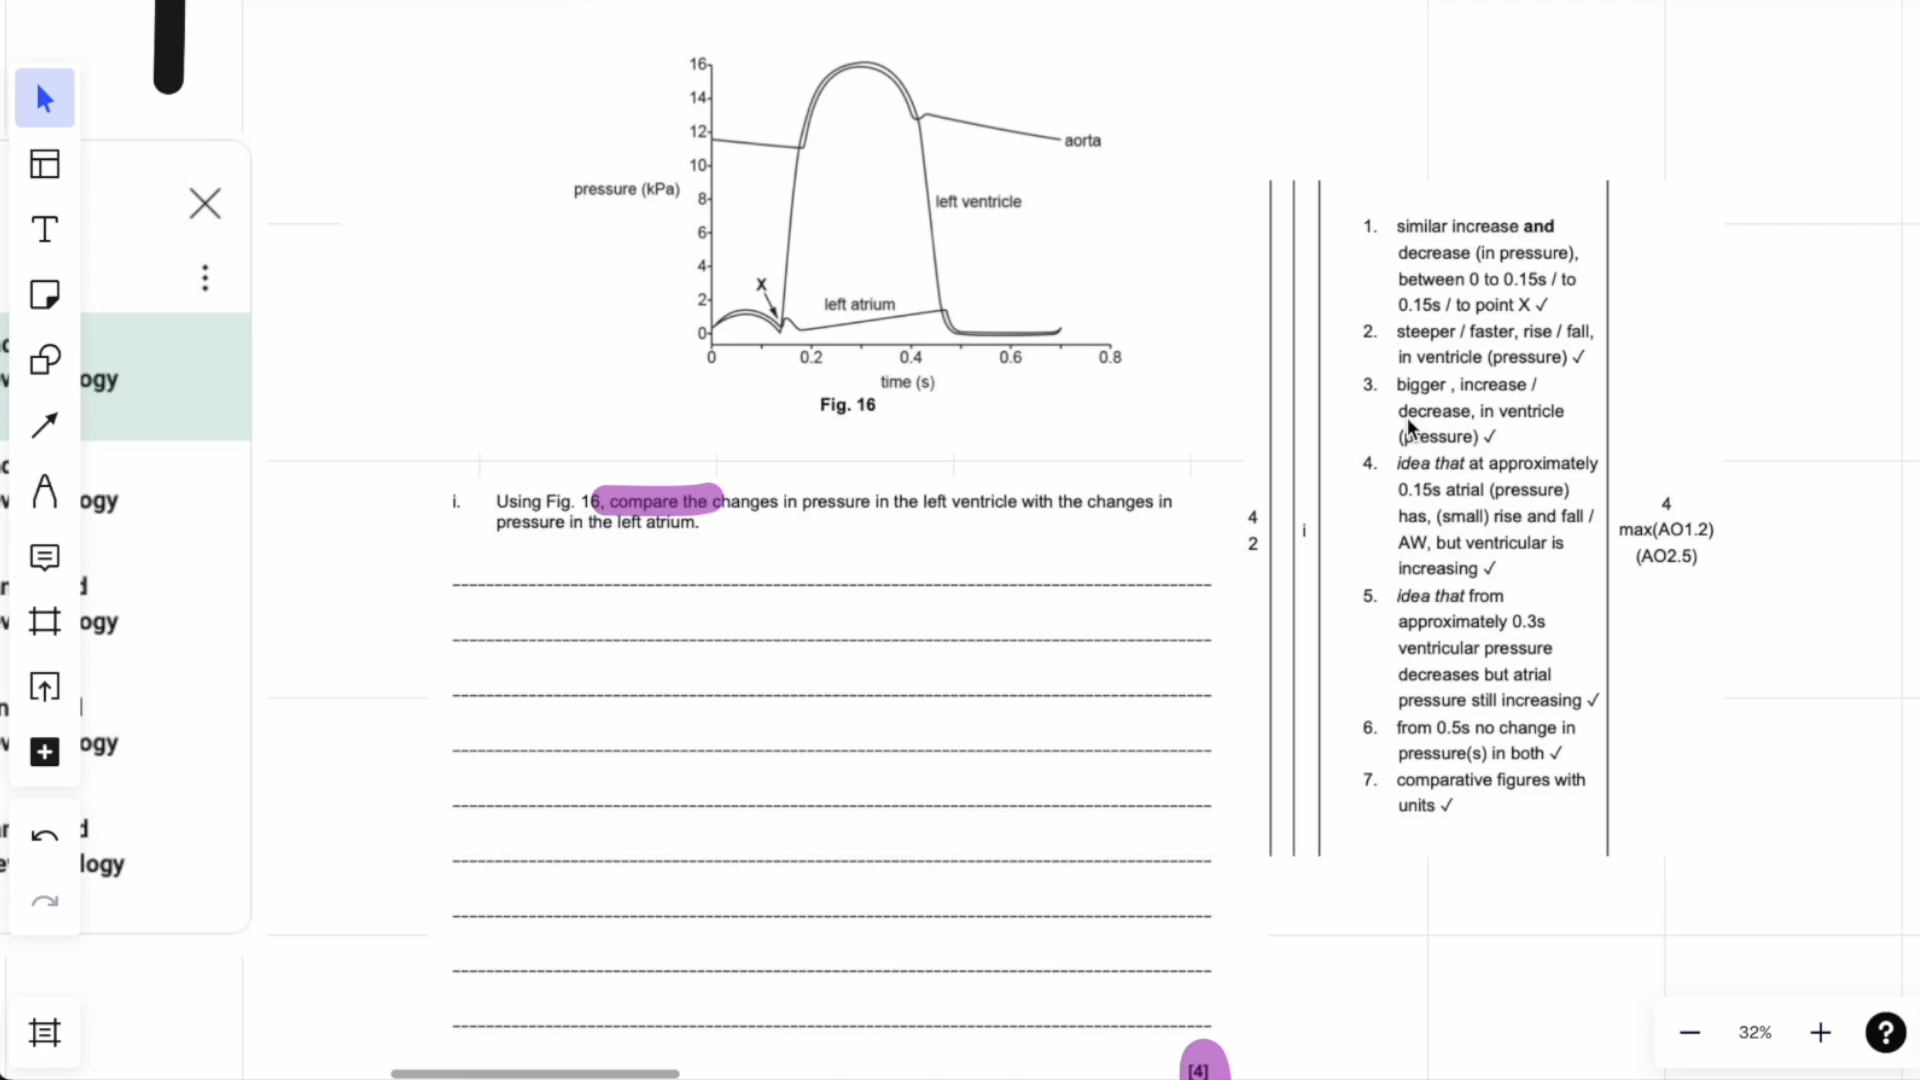 16
14
12
10
8
6
4
2
0
pressure (kPa)
aorta
left ventricle
X
left atrium
0 0.2 0.4 0.6 0.8
time (s)
Fig. 16
i. Using Fig. 16, compare the changes in pressure in the left ventricle with the changes in
pressure in the left atrium.
[4]
4
2
i
1. similar increase and
decrease (in pressure),
between 0 to 0.15s / to
0.15s / to point X ✓
2. steeper / faster, rise / fall,
in ventricle (pressure) ✓
3. bigger , increase /
decrease, in ventricle
(pressure) ✓
4. idea that at approximately
0.15s atrial (pressure)
has, (small) rise and fall /
AW, but ventricular is
increasing ✓
5. idea that from
approximately 0.3s
ventricular pressure
decreases but atrial
pressure still increasing ✓
6. from 0.5s no change in
pressure(s) in both ✓
7. comparative figures with
units ✓
4
max(AO1.2)
(AO2.5)
ogy
ogy
ogy
ogy
logy
32%